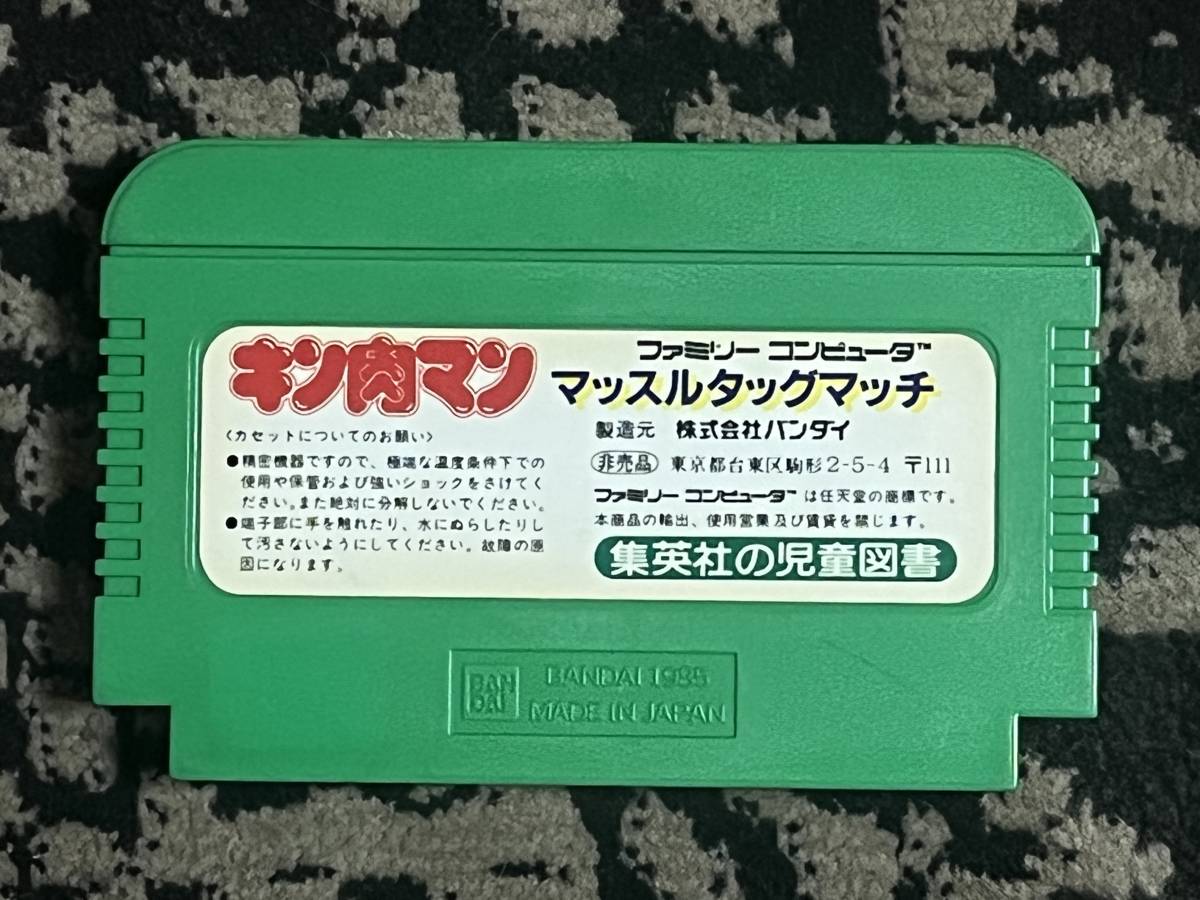 キン肉マン
〈カセットについてのお願い〉
●精密機器ですので、極端な温度条件下での
使用や保管および強いショックをさけてく
ださい。また絶対に分解しないでください。
●端子部に手を触れたり、水にぬらしたりし
て汚さないようにしてください。故障の原
因になります。
ファミリー コンピュータ™
マッスルタッグマッチ
製造元 株式会社バンダイ
非売品 東京都台東区駒形2-5-4 〒111
ファミリー コンピュータ™は任天堂の商標です。
本商品の輸出、使用営業及び賃貸を禁じます。
集英社の児童図書
BAN
DAI
BANDAI 1985
MADE IN JAPAN